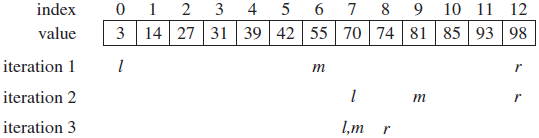 index 0 1 2 3 4 5 6 7 8 9 10 11 12
value 3 14 27 31 39 42 55 70 74 81 85 93 98
iteration 1 l m r
iteration 2 l m r
iteration 3 l,m r